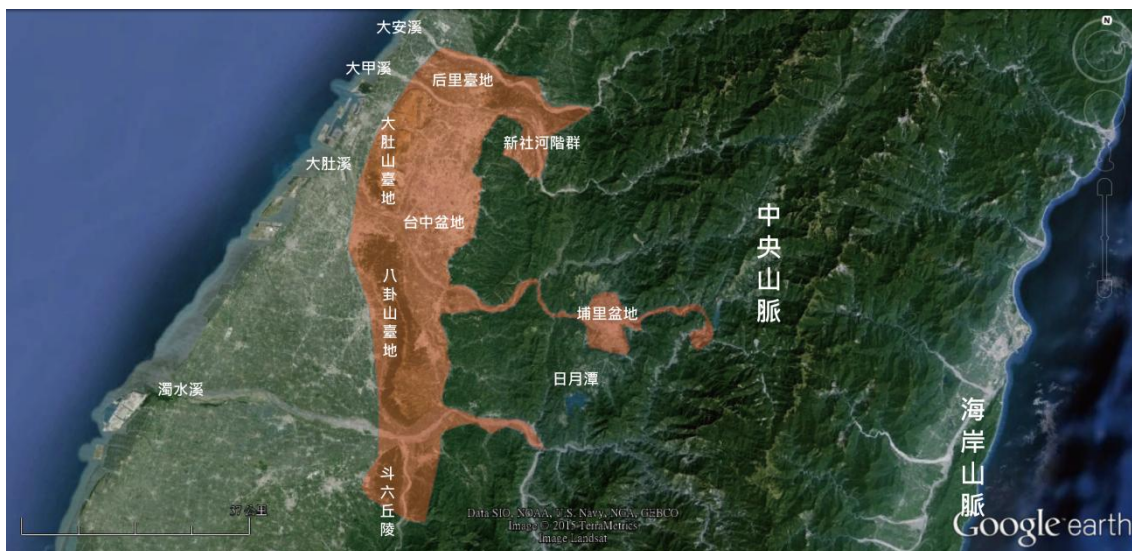 大安溪
N
大甲溪
后里臺地
大肚山臺地
新社河階群
大肚溪
台中盆地
中央山脈
八卦山臺地
埔里盆地
日月潭
濁水溪
海岸山脈
斗六丘陵
37 公里
Data SIO, NOAA, U.S. Navy, NGA, GEBCO
Image © 2015 TerraMetrics
Image Landsat
Google earth